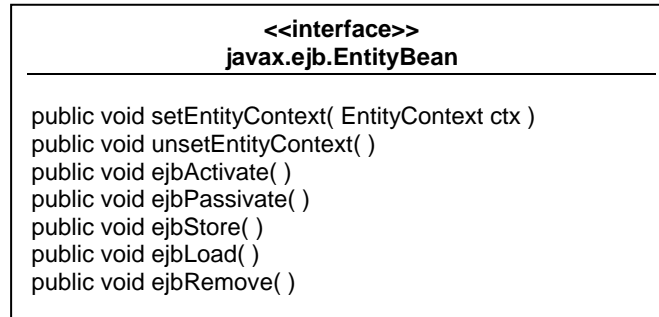 <<interface>>
javax.ejb.EntityBean
public void setEntityContext( EntityContext ctx )
public void unsetEntityContext( )
public void ejbActivate( )
public void ejbPassivate( )
public void ejbStore( )
public void ejbLoad( )
public void ejbRemove( )